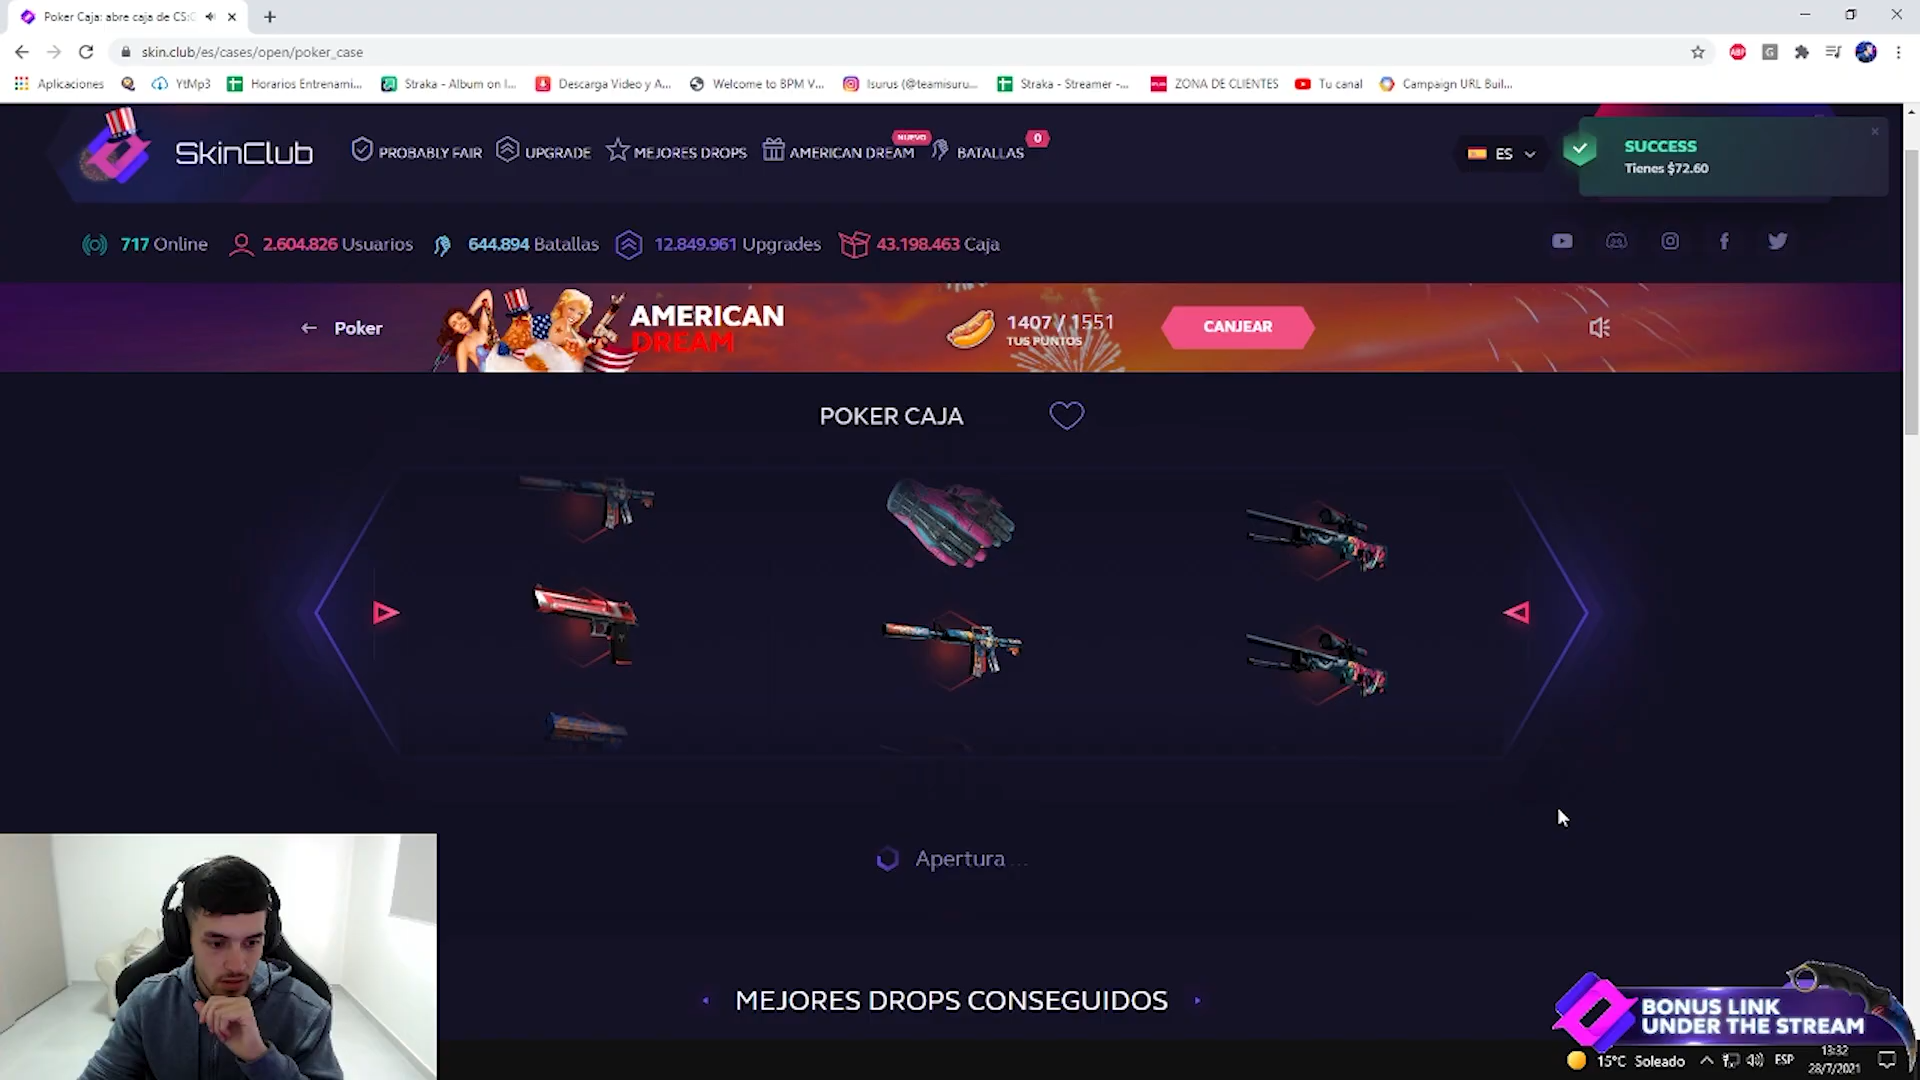 Poker Caja: abre caja de CS:G
skin.club/es/cases/open/poker_case
Aplicaciones
YtMp3
Horarios Entrenami...
Straka - Album on I...
Descarga Video y A...
Welcome to BPM V...
Isurus (@teamisuru...
Straka - Streamer -...
ZONA DE CLIENTES
Tu canal
Campaign URL Buil...
SkinClub
PROBABLY FAIR
UPGRADE
MEJORES DROPS
AMERICAN DREAM
NUEVO
BATALLAS
0
ES
SUCCESS
Tienes $72.60
717 Online
2.604.826 Usuarios
644.894 Batallas
12.849.961 Upgrades
43.198.463 Caja
Poker
AMERICAN
DREAM
1407 / 1551
TUS PUNTOS
CANJEAR
POKER CAJA
Apertura ...
MEJORES DROPS CONSEGUIDOS
BONUS LINK
UNDER THE STREAM
15°C Soleado
ESP
13:32
28/7/2021